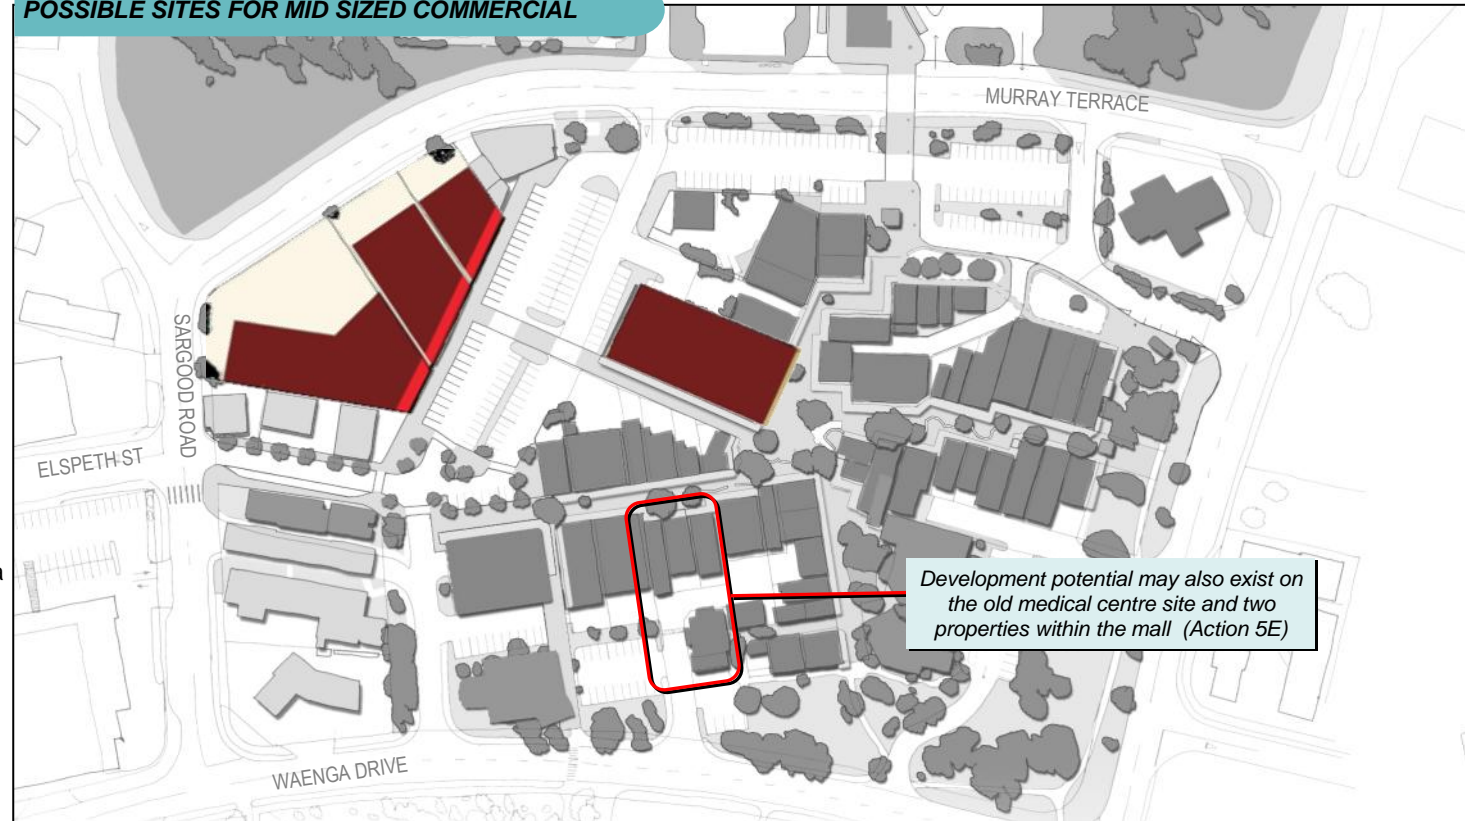 POSSIBLE SITES FOR MID SIZED COMMERCIAL
MURRAY TERRACE
SARGOOD ROAD
ELSPETH ST
a
Development potential may also exist on
the old medical centre site and two
properties within the mall (Action 5E)
WAENGA DRIVE